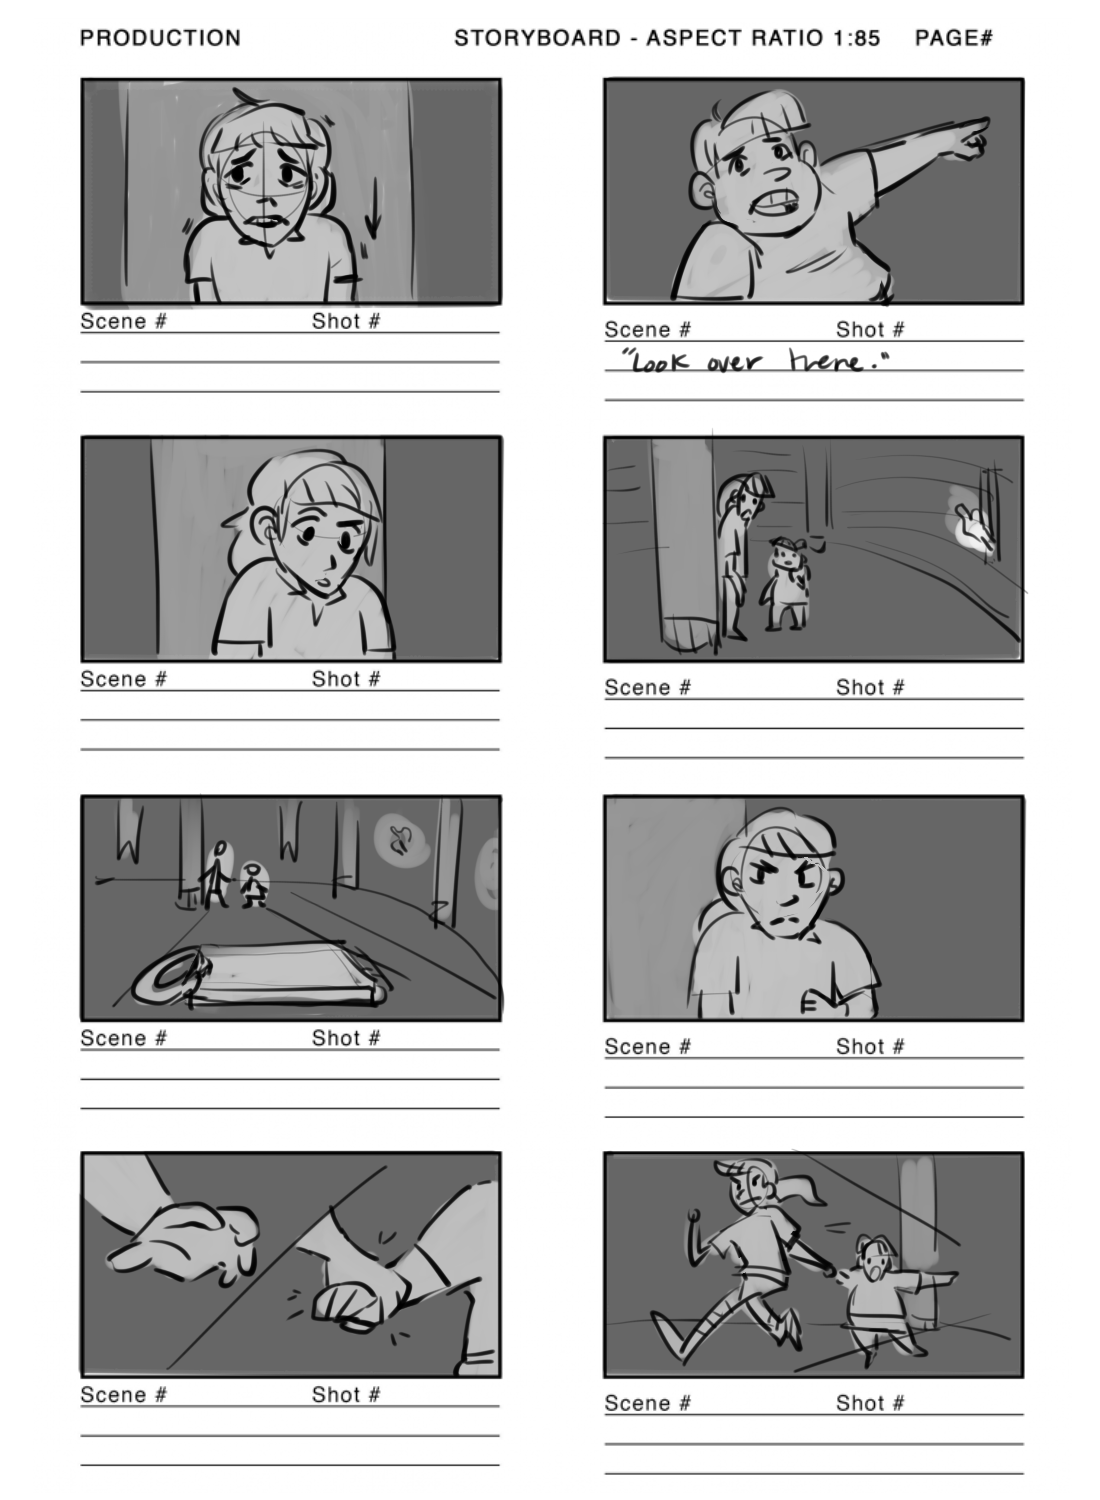 PRODUCTION
STORYBOARD - ASPECT RATIO 1:85
PAGE#
Scene #
Shot #
Scene #
Shot #
"Look over there."
Scene #
Shot #
Scene #
Shot #
Scene #
Shot #
Scene #
Shot #
Scene #
Shot #
Scene #
Shot #